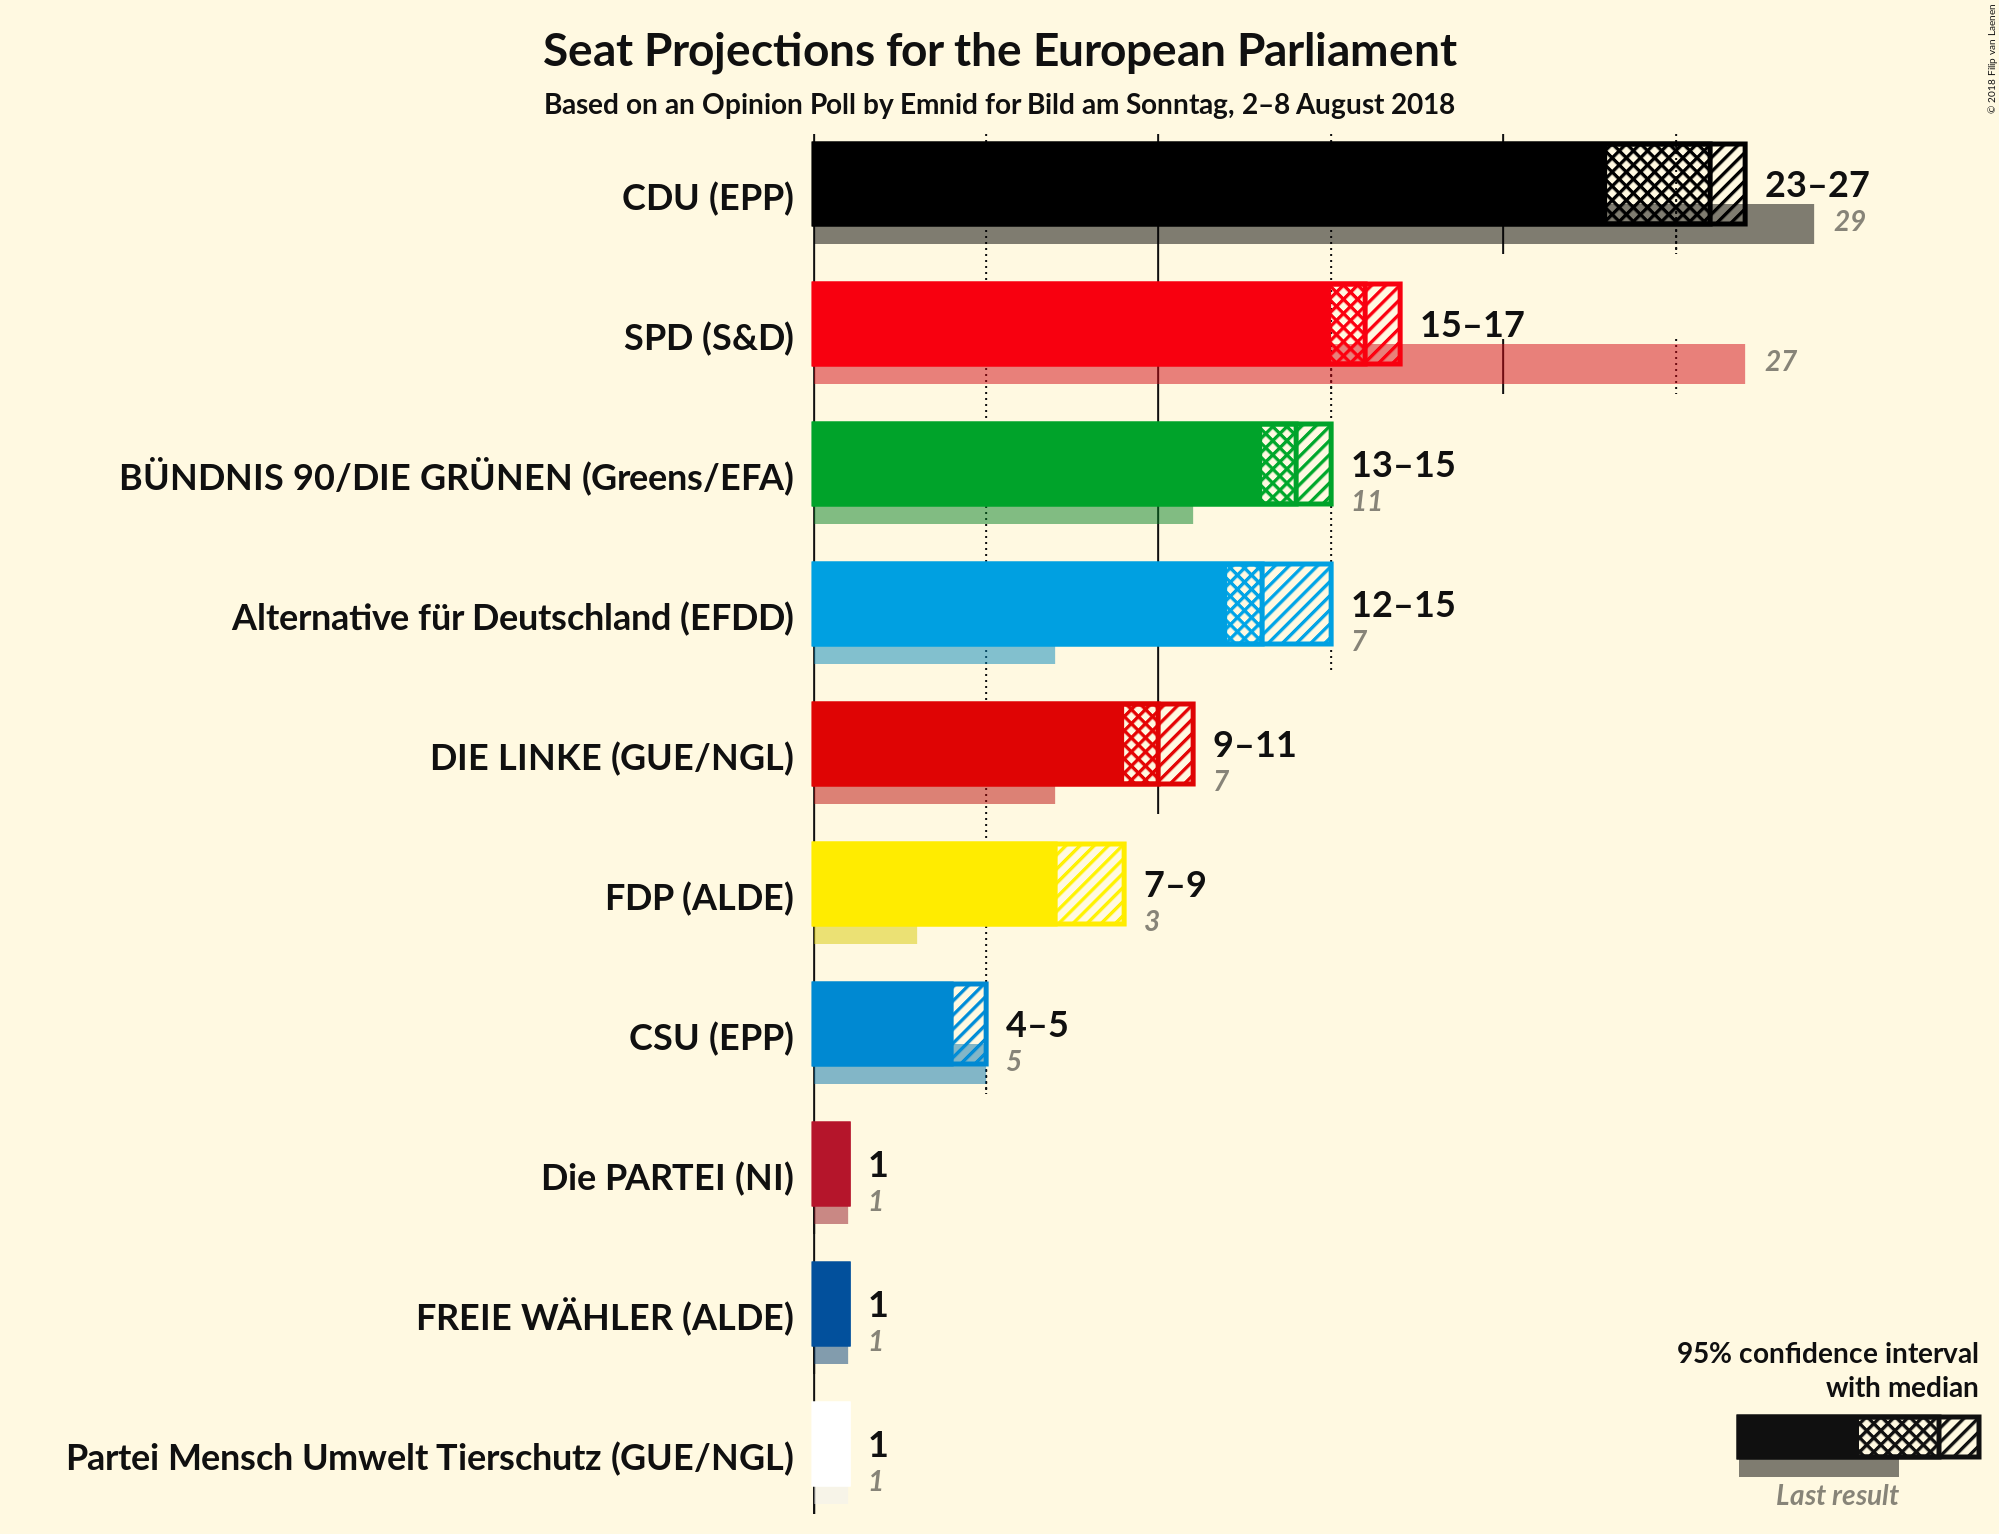 Seat Projections for the European Parliament
Based on an Opinion Poll by Emnid for Bild am Sonntag, 2–8 August 2018
© 2018 Filip van Laenen
CDU (EPP)
23–27
29
SPD (S&D)
15–17
27
BÜNDNIS 90/DIE GRÜNEN (Greens/EFA)
13–15
11
Alternative für Deutschland (EFDD)
12–15
7
DIE LINKE (GUE/NGL)
9–11
7
FDP (ALDE)
7–9
3
CSU (EPP)
4–5
5
Die PARTEI (NI)
1
1
FREIE WÄHLER (ALDE)
1
1
Partei Mensch Umwelt Tierschutz (GUE/NGL)
1
1
95% confidence interval
with median
Last result